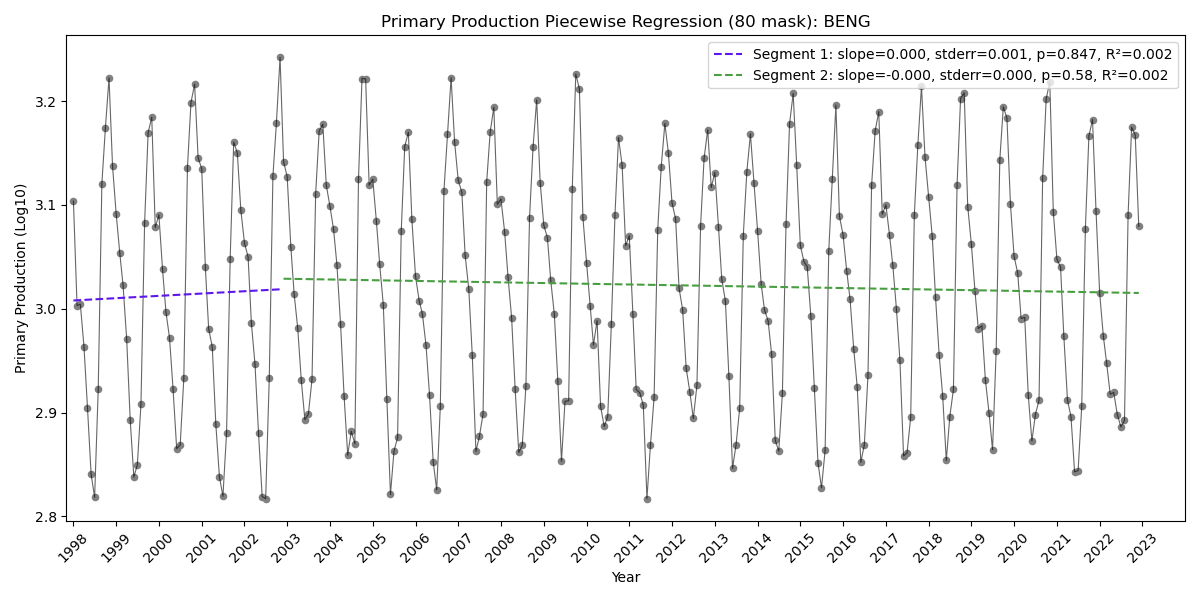 Primary Production Piecewise Regression (80 mask): BENG
Segment 1: slope=0.000, stderr=0.001, p=0.847, R²=0.002
Segment 2: slope=-0.000, stderr=0.000, p=0.58, R²=0.002
Primary Production (Log10)
3.2
3.1
3.0
2.9
2.8
1998 1999 2000 2001 2002 2003 2004 2005 2006 2007 2008 2009 2010 2011 2012 2013 2014 2015 2016 2017 2018 2019 2020 2021 2022 2023
Year